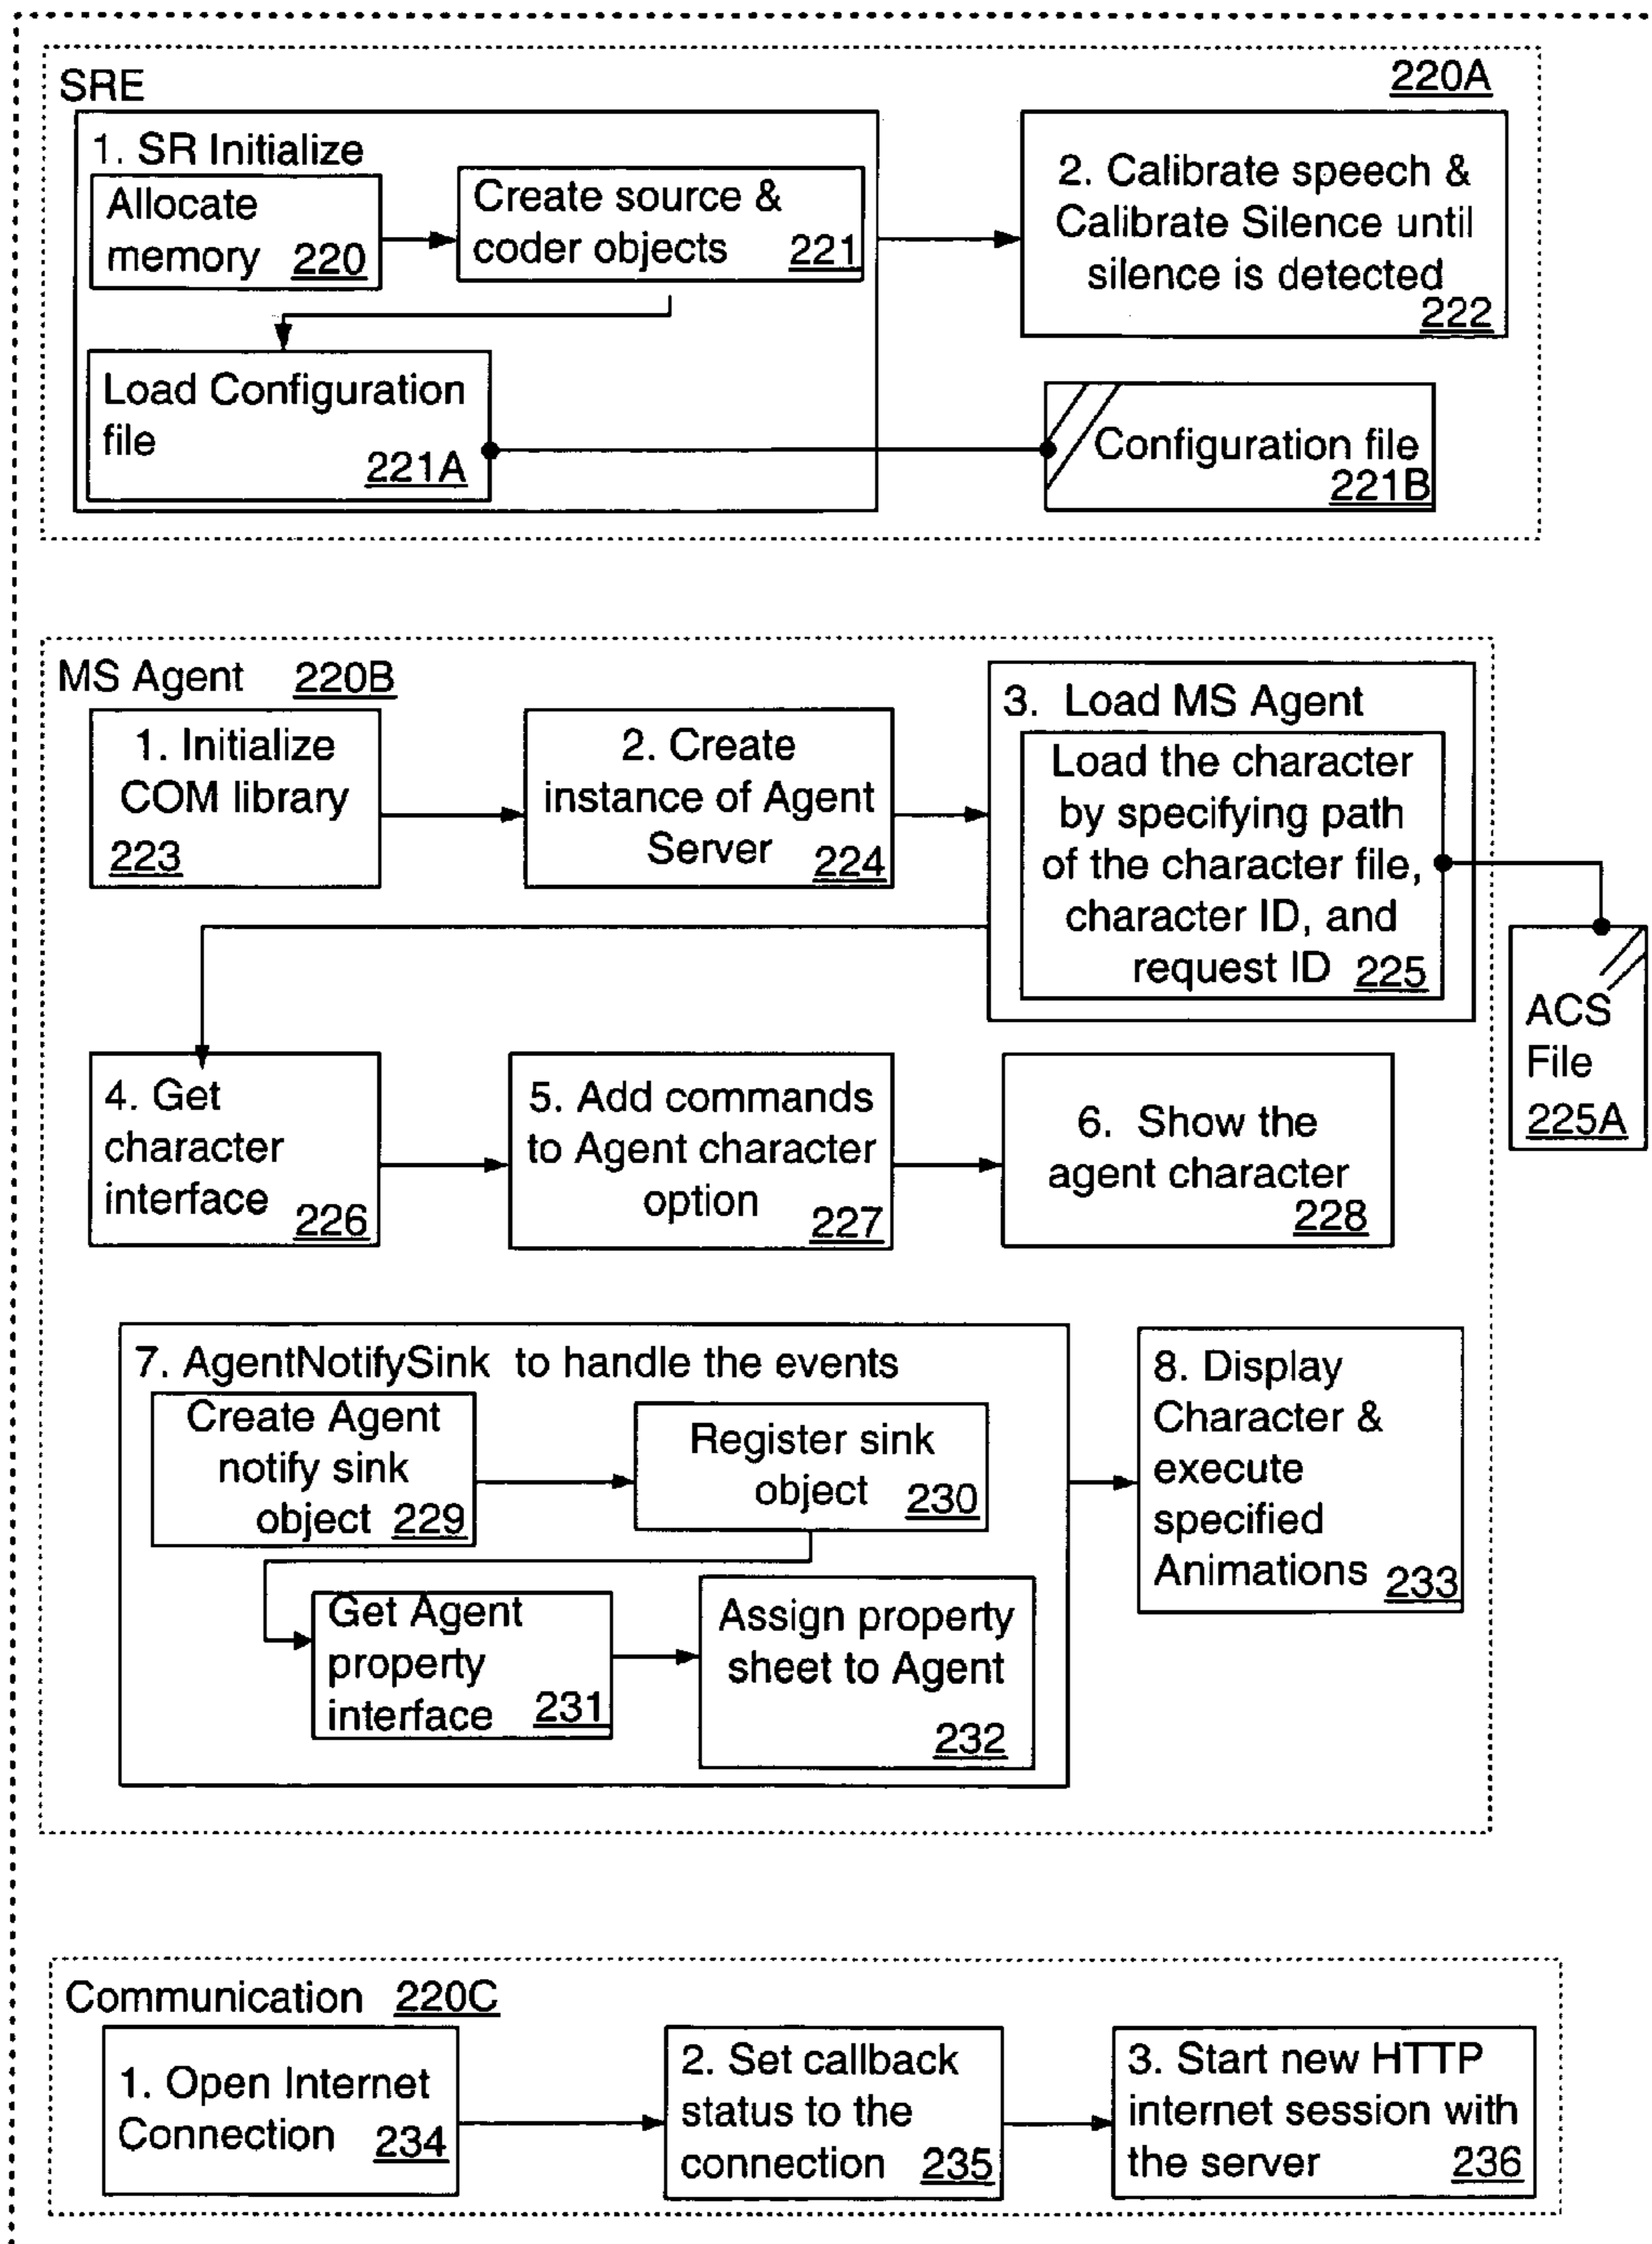 SRE
220A
1. SR Initialize
Allocate
memory 220
Create source &
coder objects 221
2. Calibrate speech &
Calibrate Silence until
silence is detected
222
Load Configuration
file
221A
Configuration file
221B
MS Agent 220B
1. Initialize
COM library
223
2. Create
instance of Agent
Server 224
3. Load MS Agent
Load the character
by specifying path
of the character file,
character ID, and
request ID 225
ACS
File
225A
4. Get
character
interface 226
5. Add commands
to Agent character
option 227
6. Show the
agent character
228
7. AgentNotifySink to handle the events
Create Agent
notify sink
object 229
Register sink
object 230
Get Agent
property
interface 231
Assign property
sheet to Agent
232
8. Display
Character &
execute
specified
Animations 233
Communication 220C
1. Open Internet
Connection 234
2. Set callback
status to the
connection 235
3. Start new HTTP
internet session with
the server 236